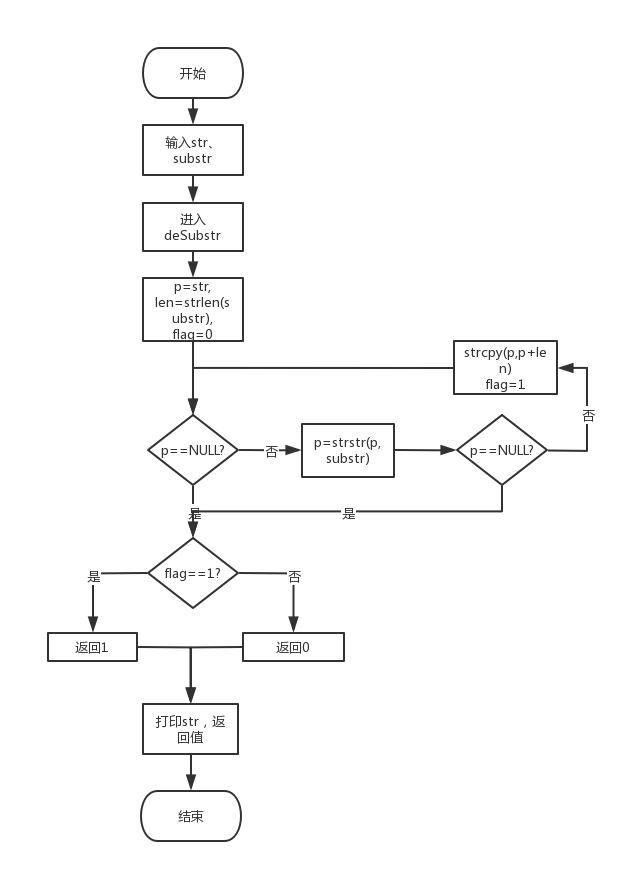 开始
输入str、
substr
进入
deSubstr
p=str,
len=strlen(s
ubstr),
flag=0
strcpy(p,p+le
n)
flag=1
否
p==NULL?
否
p=strstr(p,
substr)
p==NULL?
是
是
flag==1?
是
否
返回1
返回0
打印str，返
回值
结束